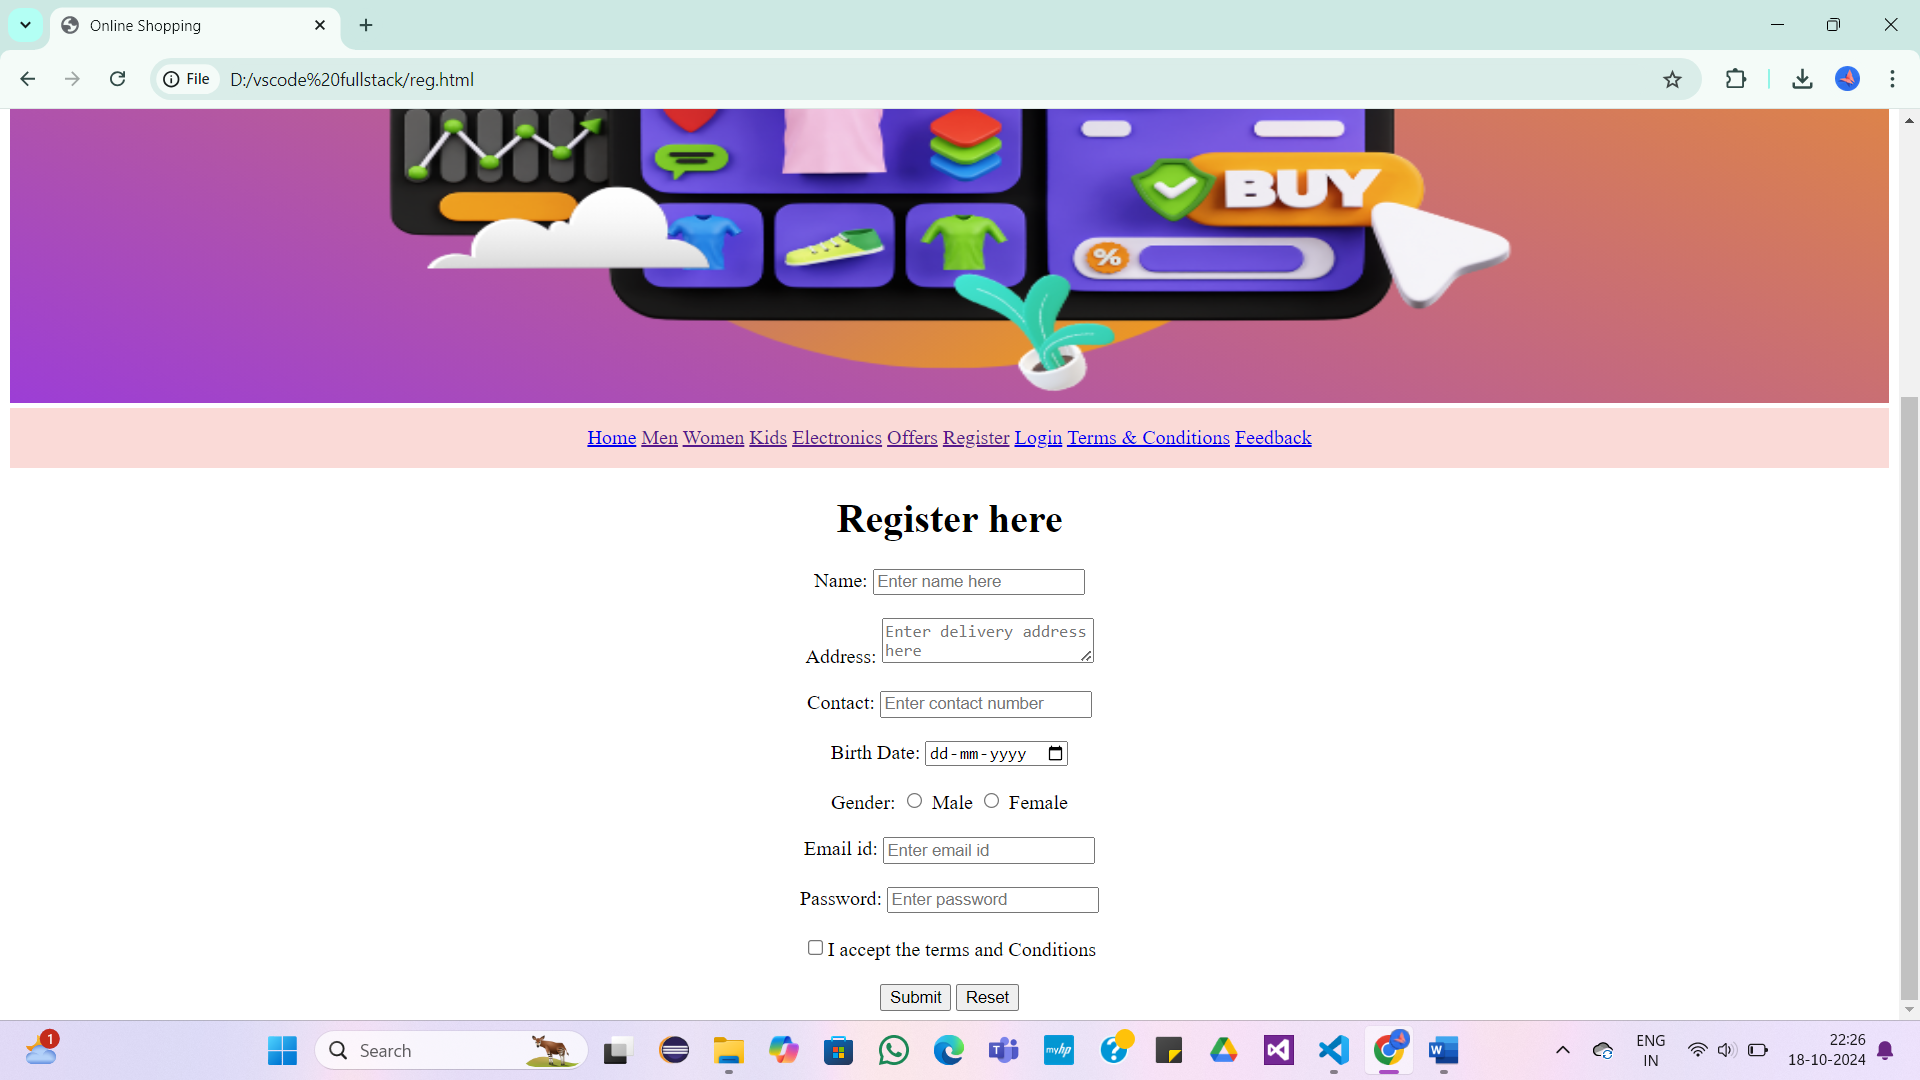 Online Shopping
File D:/vscode%20fullstack/reg.html
BUY
%
Home Men Women Kids Electronics Offers Register Login Terms & Conditions Feedback
Register here
Name: Enter name here
Address: Enter delivery address
here
Contact: Enter contact number
Birth Date: dd-mm-yyyy
Gender: Male Female
Email id: Enter email id
Password: Enter password
I accept the terms and Conditions
Submit Reset
1
Search
T
myhp
?
W
ENG
IN
22:26
18-10-2024